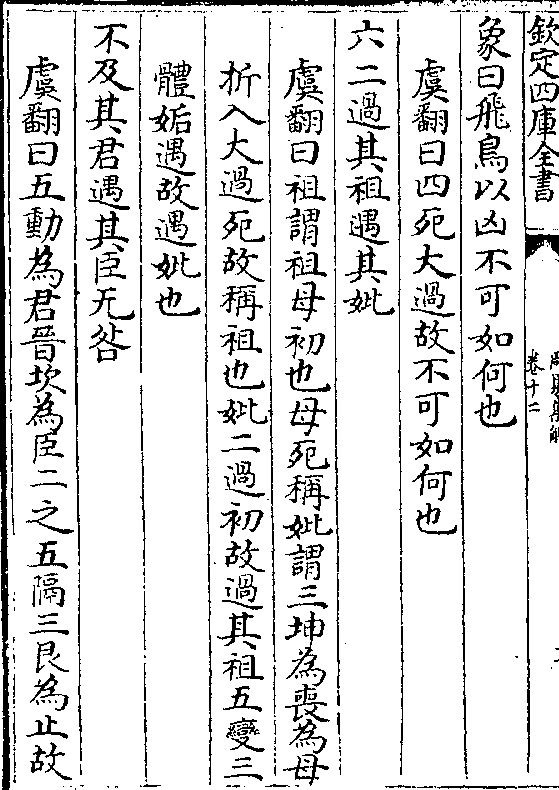 欽定四庫全書
卷十二
象曰飛鳥以凶不可如何也
虞翻曰四死大過故不可如何也
六二過其祖遇其妣
虞翻曰祖謂祖母初也母死稱妣謂三坤為喪為母
折入大過死故稱祖也妣二過初故過其祖五變三
體姤遇故遇妣也
不及其君遇其臣无咎
虞翻曰五動為君晉坎為臣二之五隔三艮為止故